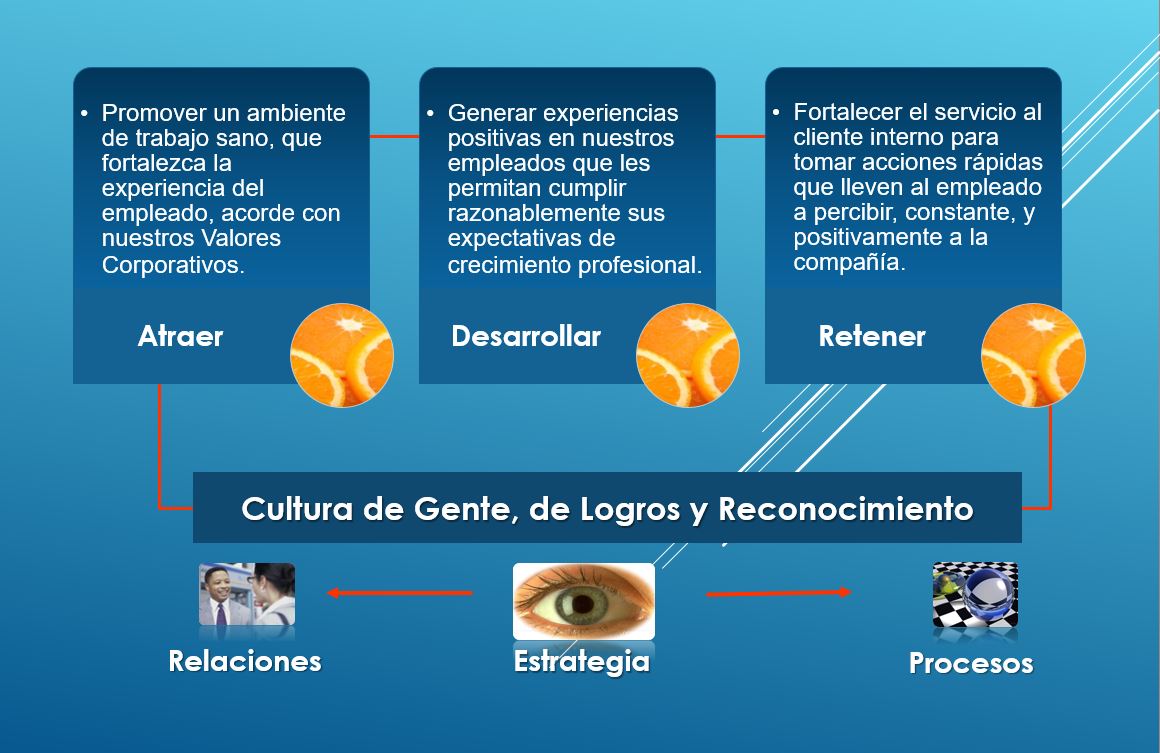 • Promover un ambiente
de trabajo sano, que
fortalezca la
experiencia del
empleado, acorde con
nuestros Valores
Corporativos.
Atraer
• Generar experiencias
positivas en nuestros
empleados que les
permitan cumplir
razonablemente sus
expectativas de
crecimiento profesional.
Desarrollar
• Fortalecer el servicio al
cliente interno para
tomar acciones rápidas
que lleven al empleado
a percibir, constante, y
positivamente a la
compañía.
Retener
Cultura de Gente, de Logros y Reconocimiento
Relaciones
Estrategia
Procesos